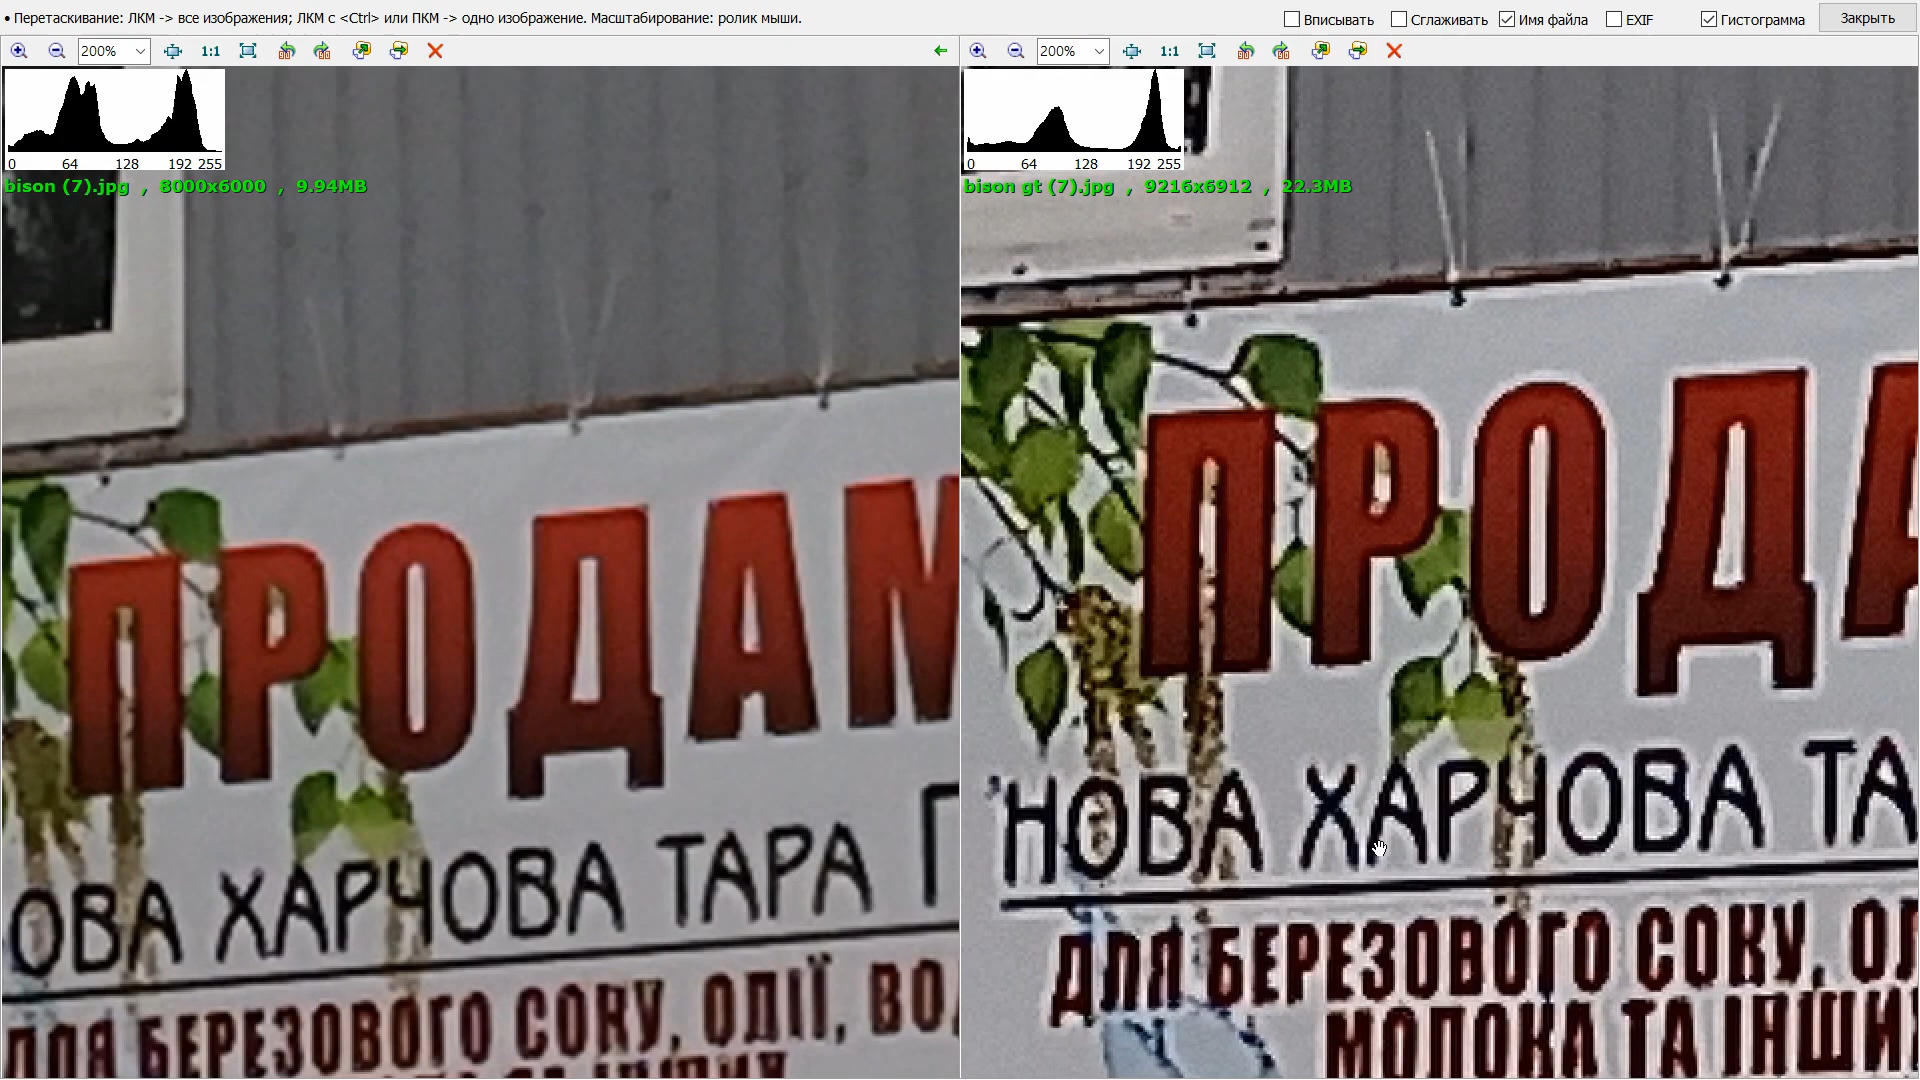 • Перетаскивание: ЛКМ -> все изображения; ЛКМ с <Ctrl> или ПКМ -> одно изображение. Масштабирование: ролик мыши.
Вписывать Сглаживать Имя файла EXIF Гистограмма Закрыть
200% 1:1
200% 1:1
0 64 128 192 255
bison (7).jpg , 8000x6000 , 9.94MB
ПРОДАМ
ОВА ХАРЧОВА ТАРА П
ДЛЯ БЕРЕЗОВОГО СОКУ, ОЛІЇ, ВО
0 64 128 192 255
bison gt (7).jpg , 9216x6912 , 22.3MB
ПРОДА
НОВА ХАРЧОВА ТА
ДЛЯ БЕРЕЗОВОГО СОКУ, ОЛ
МОЛОКА ТА ІНШИ